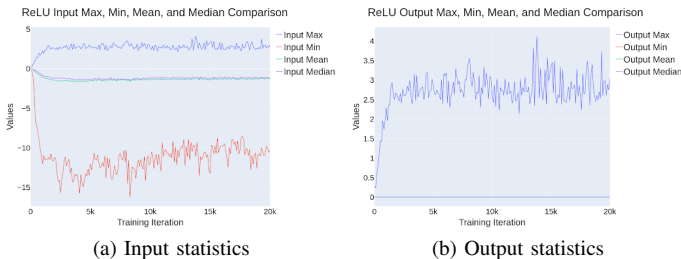 ReLU Input Max, Min, Mean, and Median Comparison
Input Max
Input Min
Input Mean
Input Median
Values
5
0
−5
−10
−15
0
5k
10k
15k
20k
Training Iteration
(a) Input statistics
ReLU Output Max, Min, Mean, and Median Comparison
Output Max
Output Min
Output Mean
Output Median
Values
4
3.5
3
2.5
2
1.5
1
0.5
0
0
5k
10k
15k
20k
Training Iteration
(b) Output statistics